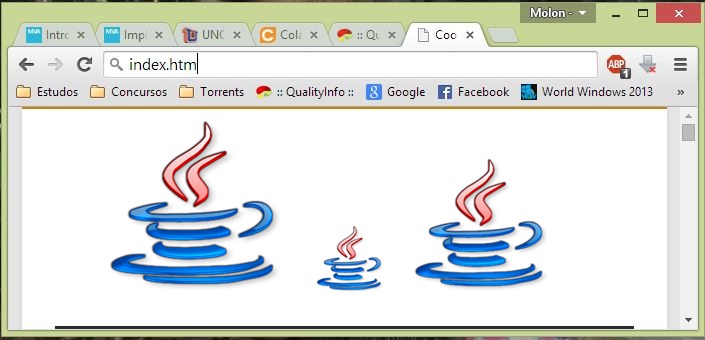 Molon -
Intro
Impl
UNC
Cola
:: Qu
Coo
index.htm
ABP
1
Estudos
Concursos
Torrents
:: QualityInfo ::
Google
Facebook
World Windows 2013
»